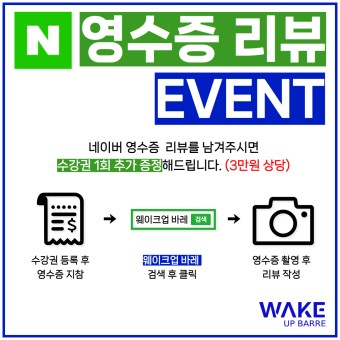 N 영수증 리뷰
EVENT
네이버 영수증 리뷰를 남겨주시면
수강권 1회 추가 증정해드립니다. (3만원 상당)
$
웨이크업 바레 검색
수강권 등록 후
영수증 지참
웨이크업 바레
검색 후 클릭
영수증 촬영 후
리뷰 작성
WAKE
UP BARRE